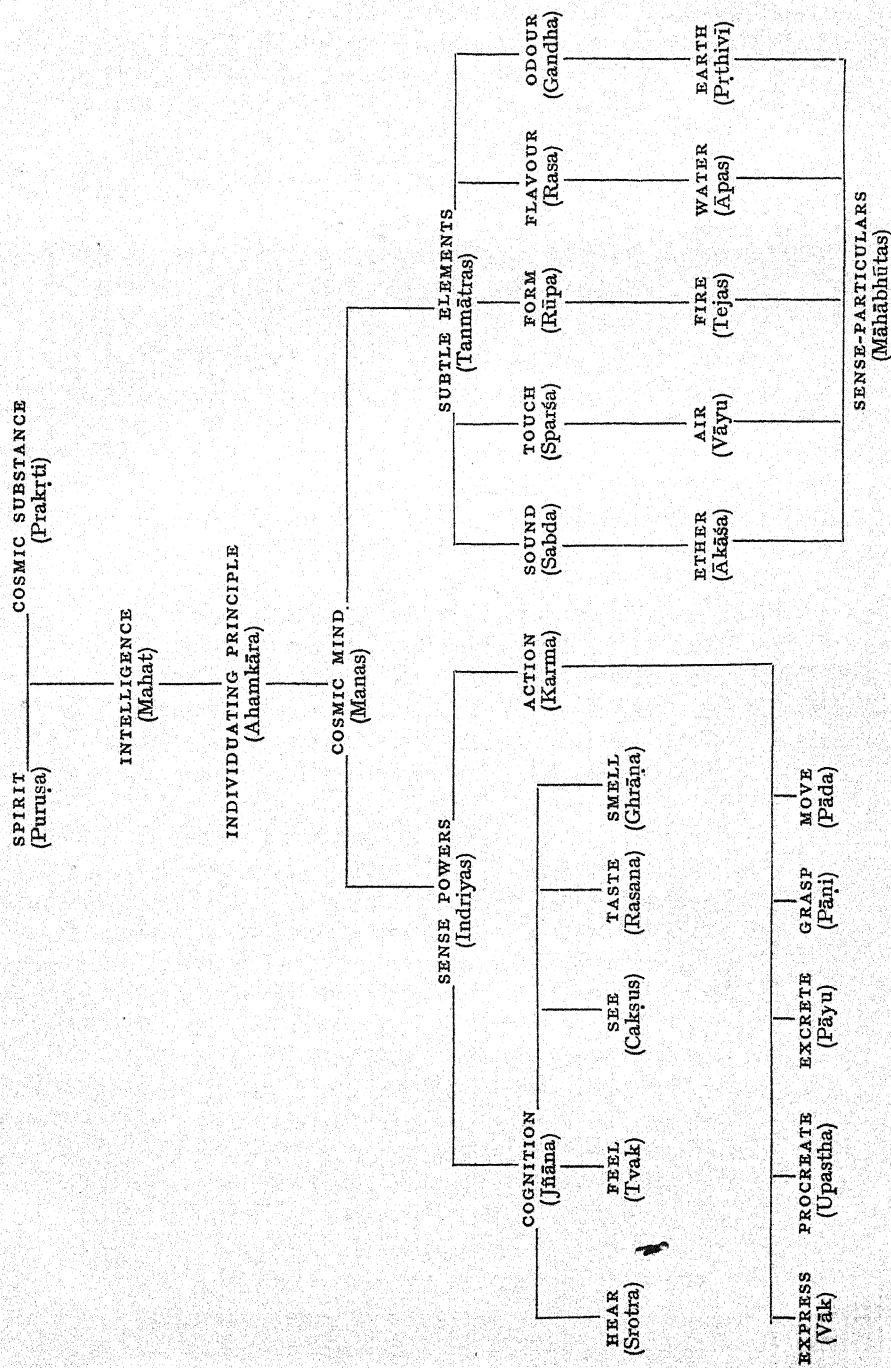 SPIRIT
(Puruṣa)
COSMIC SUBSTANCE
(Prakṛti)
INTELLIGENCE
(Mahat)
INDIVIDUATING PRINCIPLE
(Ahamkāra)
COSMIC MIND
(Manas)
SENSE POWERS
(Indriyas)
SUBTLE ELEMENTS
(Tanmātras)
COGNITION
(Jñāna)
ACTION
(Karma)
SOUND
(Sabda)
TOUCH
(Sparśa)
FORM
(Rūpa)
FLAVOUR
(Rasa)
ODOUR
(Gandha)
HEAR
(Srotra)
FEEL
(Tvak)
SEE
(Cakṣus)
TASTE
(Rasana)
SMELL
(Ghrāṇa)
ETHER
(Ākāśa)
AIR
(Vāyu)
FIRE
(Tejas)
WATER
(Āpas)
EARTH
(Pṛthivī)
EXPRESS
(Vāk)
PROCREATE
(Upastha)
EXCRETE
(Pāyu)
GRASP
(Pāṇi)
MOVE
(Pāda)
SENSE-PARTICULARS
(Māhābhūtas)